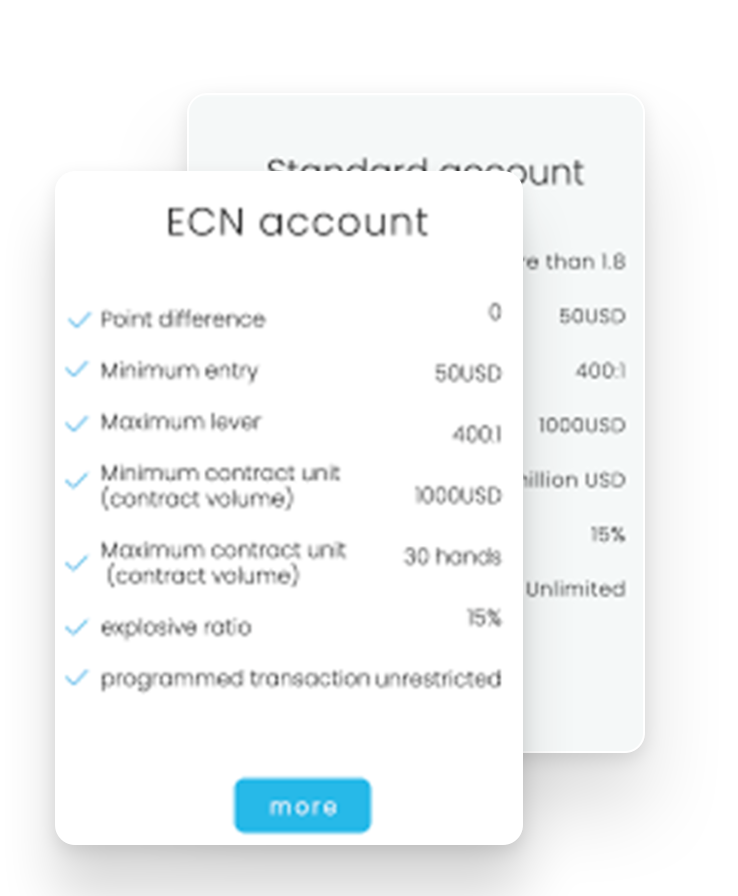 Standard account
ECN account
than 1.8
Point difference 0
50USD
Minimum entry 50USD
400:1
Maximum lever 400:1
1000USD
Minimum contract unit
(contract volume) 1000USD
USD
Maximum contract unit 30 hands
(contract volume)
15%
explosive ratio 15%
Unlimited
programmed transaction unrestricted
more